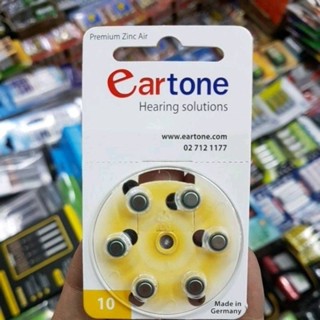 Premium Zinc Air
eartone
Hearing solutions
www.eartone.com
02 712 1177
10
Made in
Germany